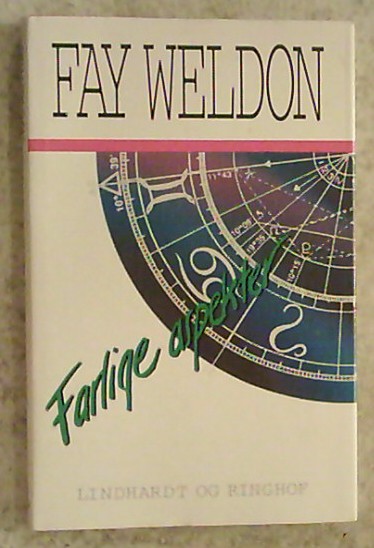 FAY WELDON
Farlige aspekter
LINDHARDT OG RINGHOF